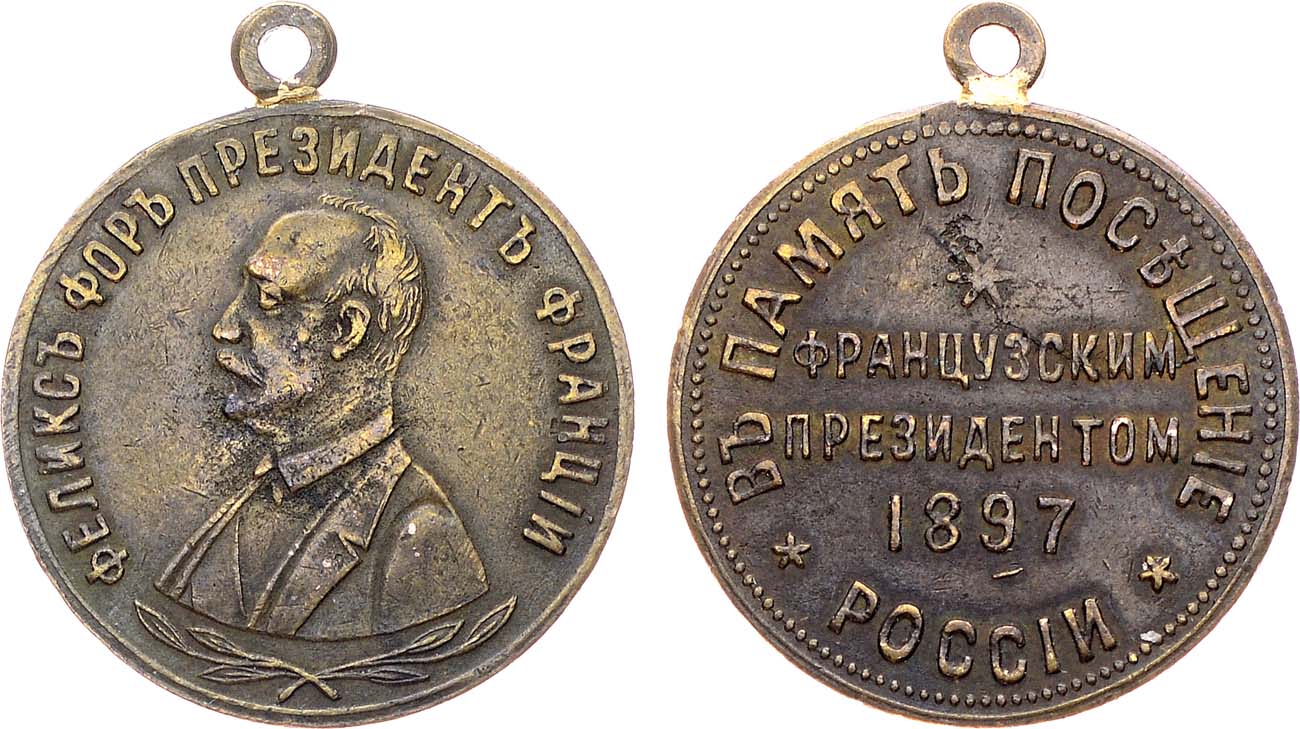 ФЕЛИКСЪ ФОРЪ ПРЕЗИДЕНТЪ ФРАНЦІИ
ВЪ ПАМЯТЬ ПОСѢЩЕНІЕ
ФРАНЦУЗСКИМ
ПРЕЗИДЕНТОМ
1897
РОССІИ